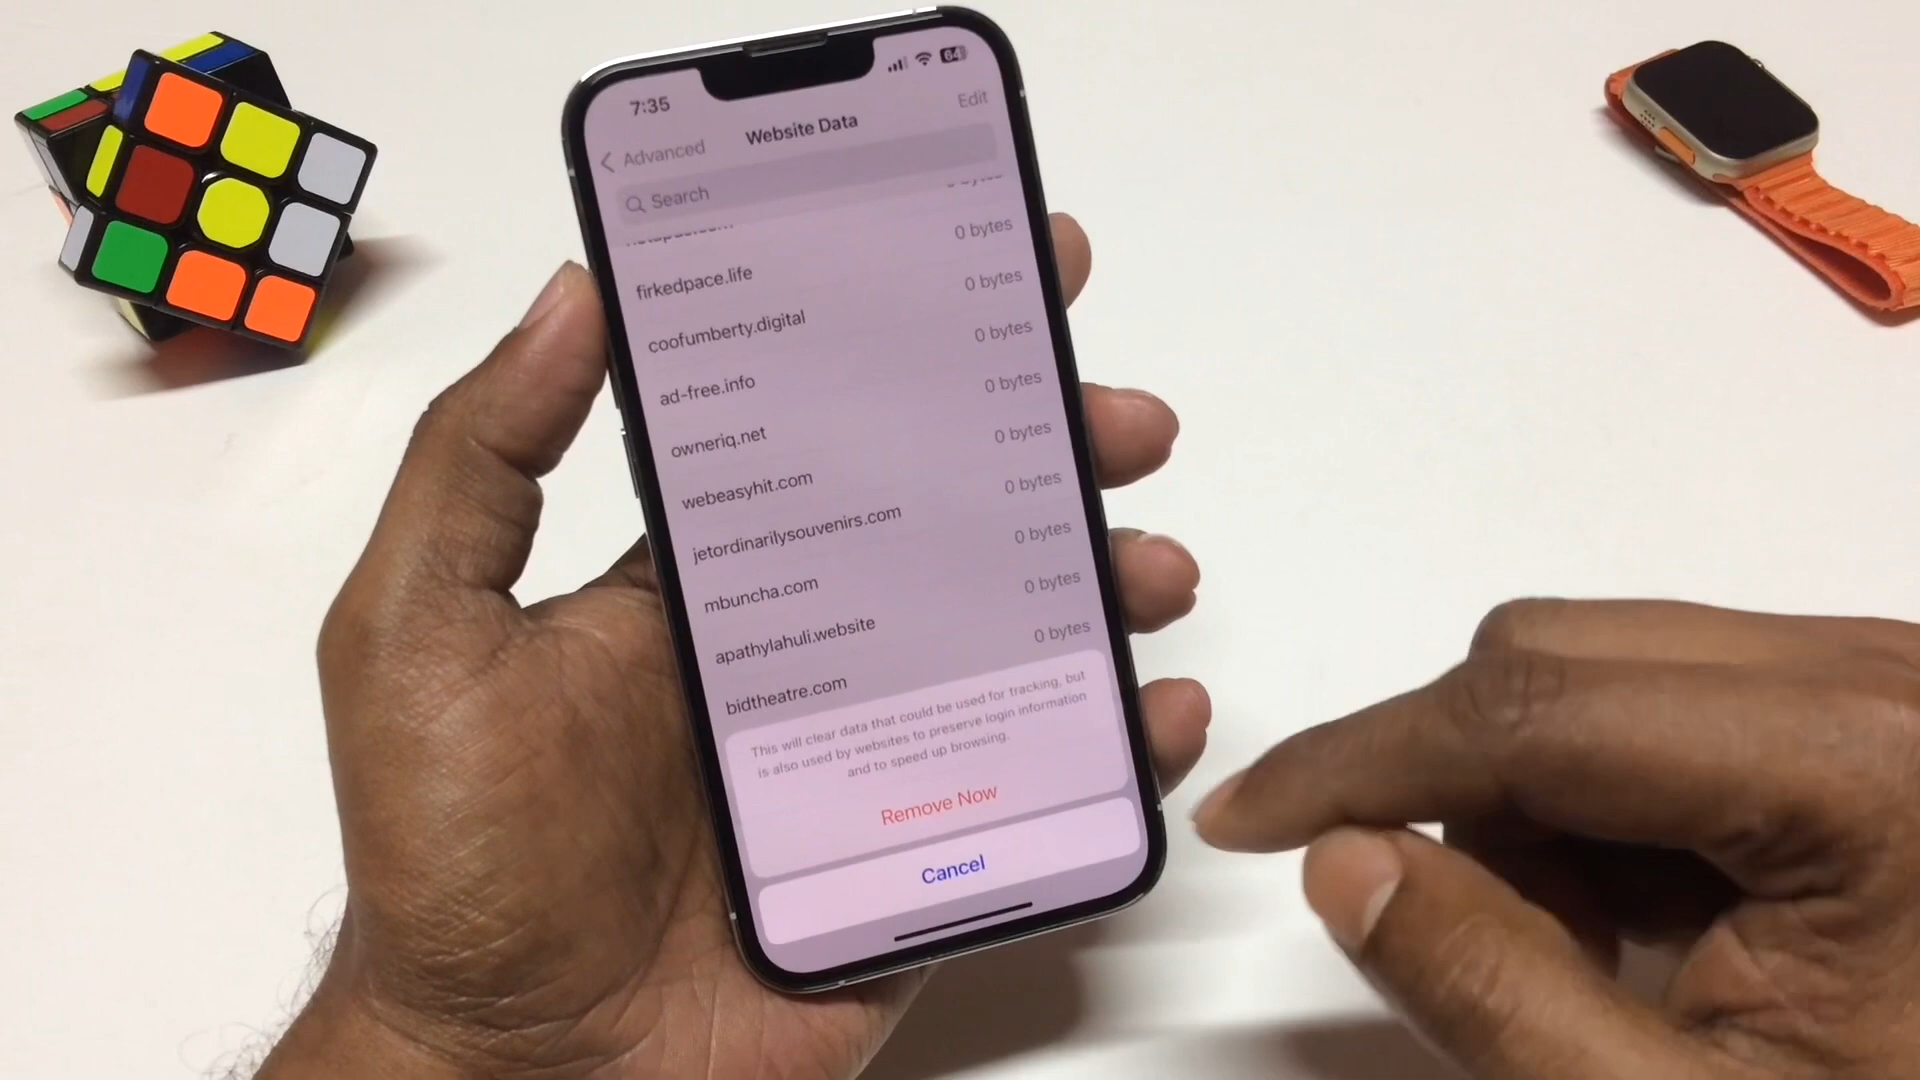 7:35
64
Advanced
Website Data
Edit
Search
0 bytes
firkedpace.life
0 bytes
coofumberty.digital
0 bytes
ad-free.info
0 bytes
owneriq.net
0 bytes
webeasyhit.com
0 bytes
jetordinarilysouvenirs.com
0 bytes
mbuncha.com
0 bytes
apathylahuli.website
0 bytes
bidtheatre.com
This will clear data that could be used for tracking, but
is also used by websites to preserve login information
and to speed up browsing.
Remove Now
Cancel